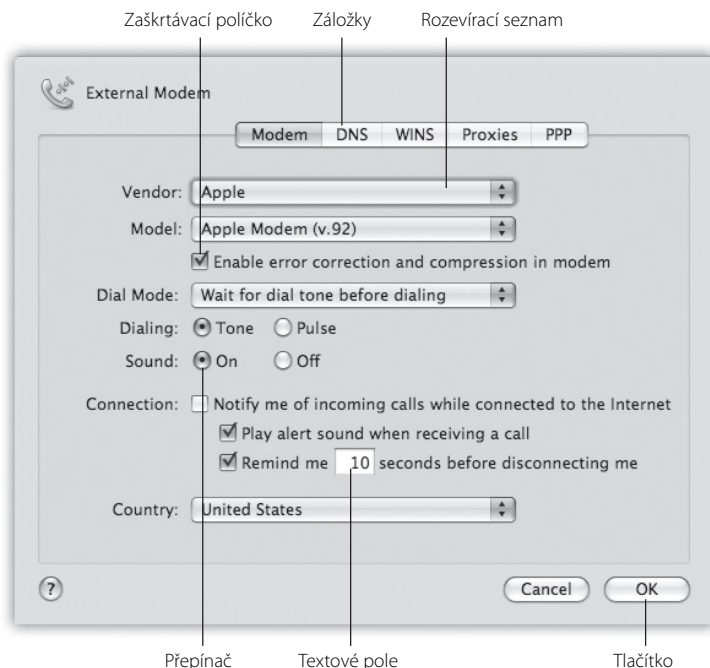 Zaškrtávací políčko Záložky Rozevírací seznam
External Modem
Modem DNS WINS Proxies PPP
Vendor: Apple
Model: Apple Modem (v.92)
Enable error correction and compression in modem
Dial Mode: Wait for dial tone before dialing
Dialing: Tone Pulse
Sound: On Off
Connection: Notify me of incoming calls while connected to the Internet
Play alert sound when receiving a call
Remind me 10 seconds before disconnecting me
Country: United States
? Cancel OK
Přepínač Textové pole Tlačítko